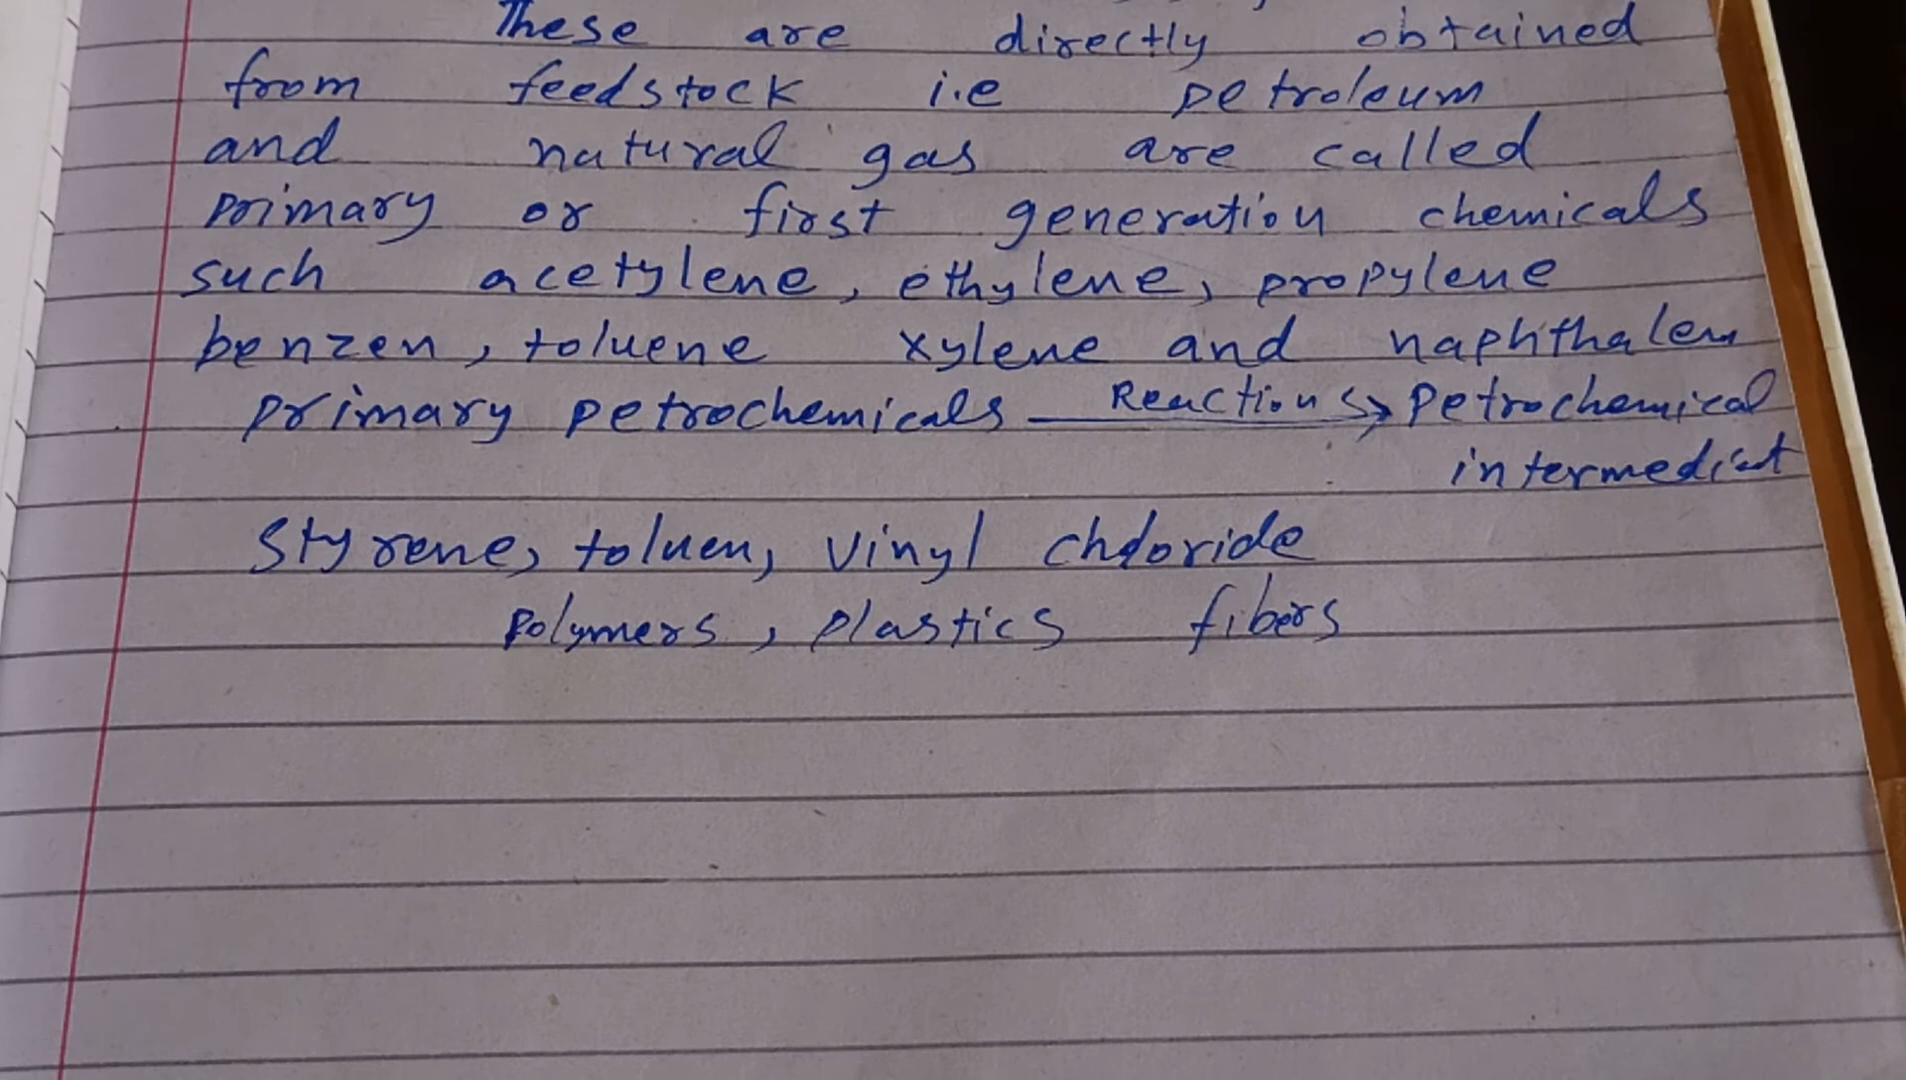 These are directly obtained
from feedstock i.e petroleum
and natural gas are called
primary or first generation chemicals
such acetylene, ethylene, propylene
benzen, toluene xylene and naphthalen
primary petrochemicals Reactions → Petrochemical
intermediat
Styrene, toluen, vinyl chloride
polymers, plastics fibers